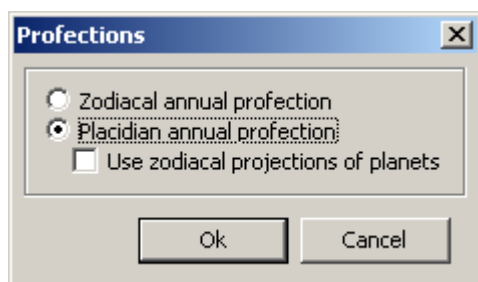 Profections
Zodiacal annual profection
Placidian annual profection
Use zodiacal projections of planets
Ok Cancel